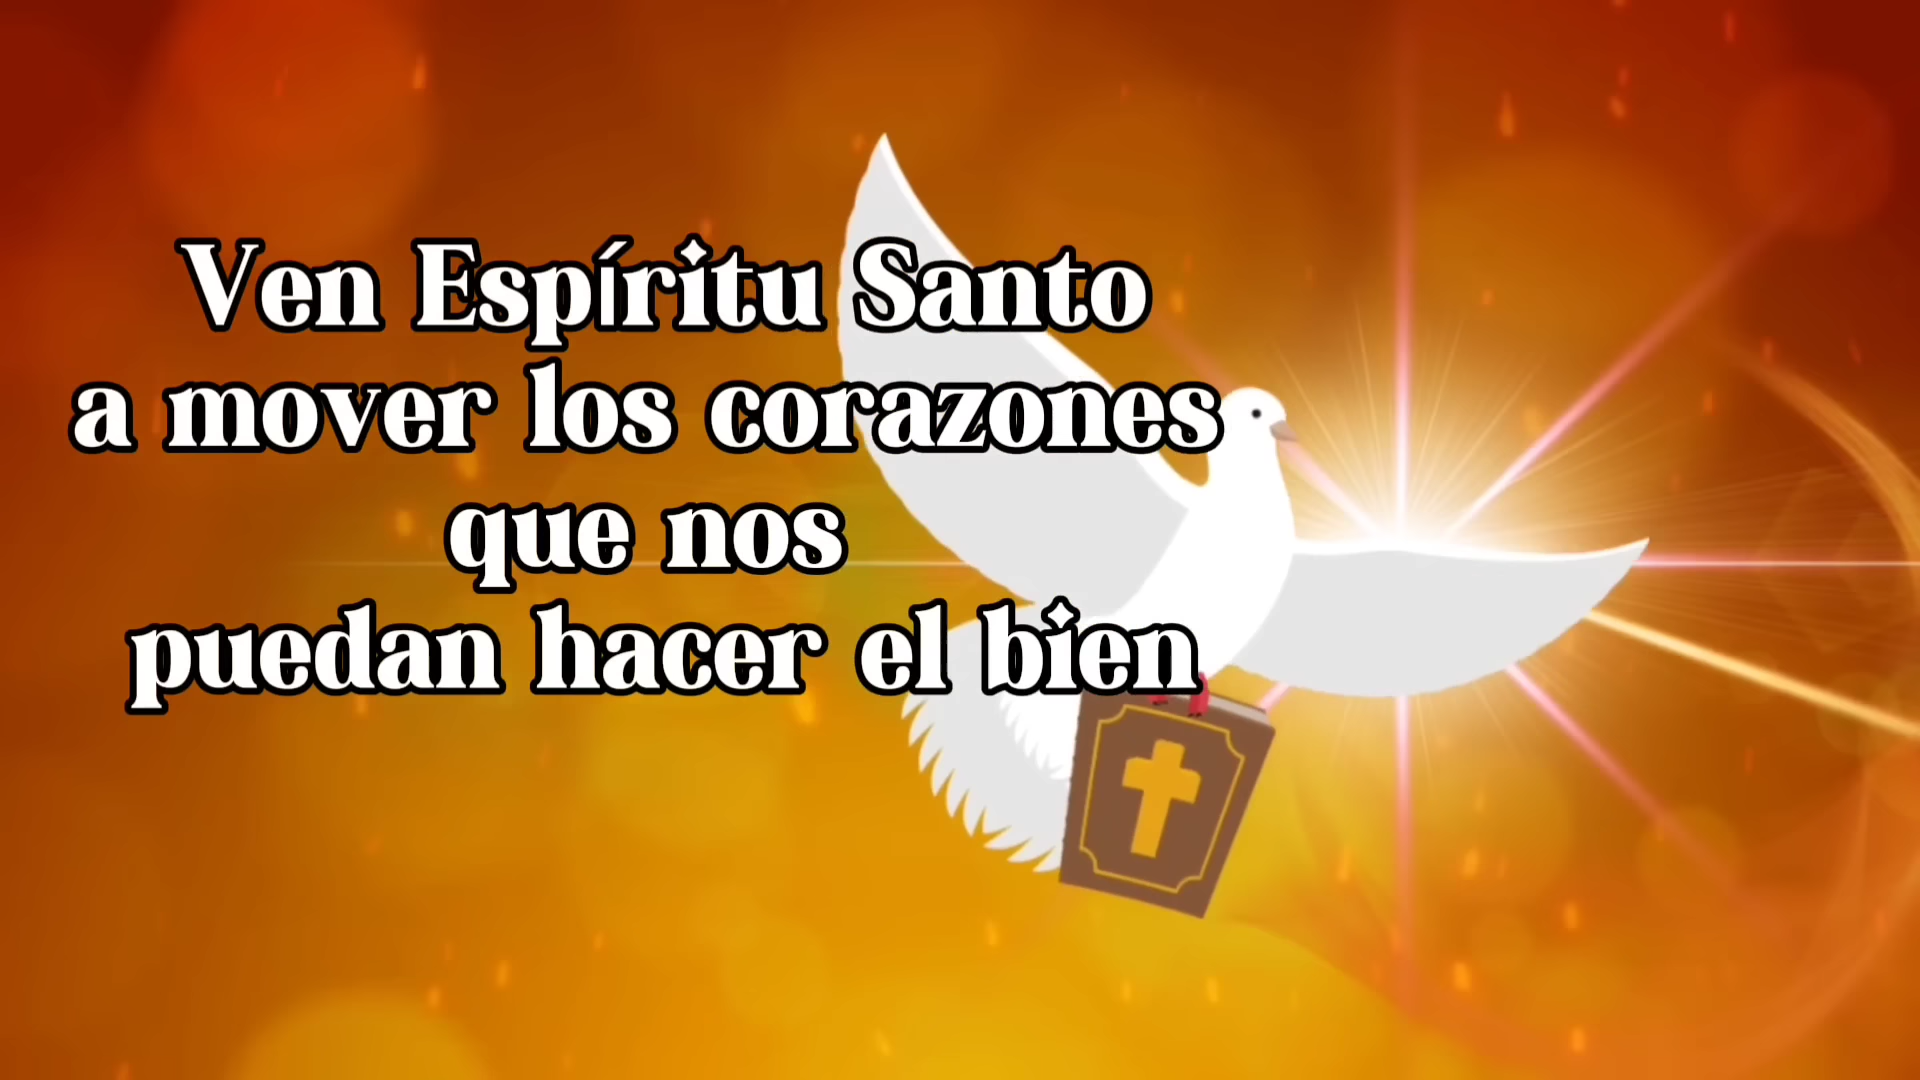 Ven Espíritu Santo
a mover los corazones
que nos
puedan hacer el bien